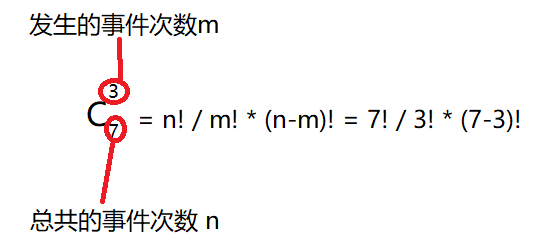 发生的事件次数m
C 3 7 = n! / m! * (n-m)! = 7! / 3! * (7-3)!
总共的事件次数 n